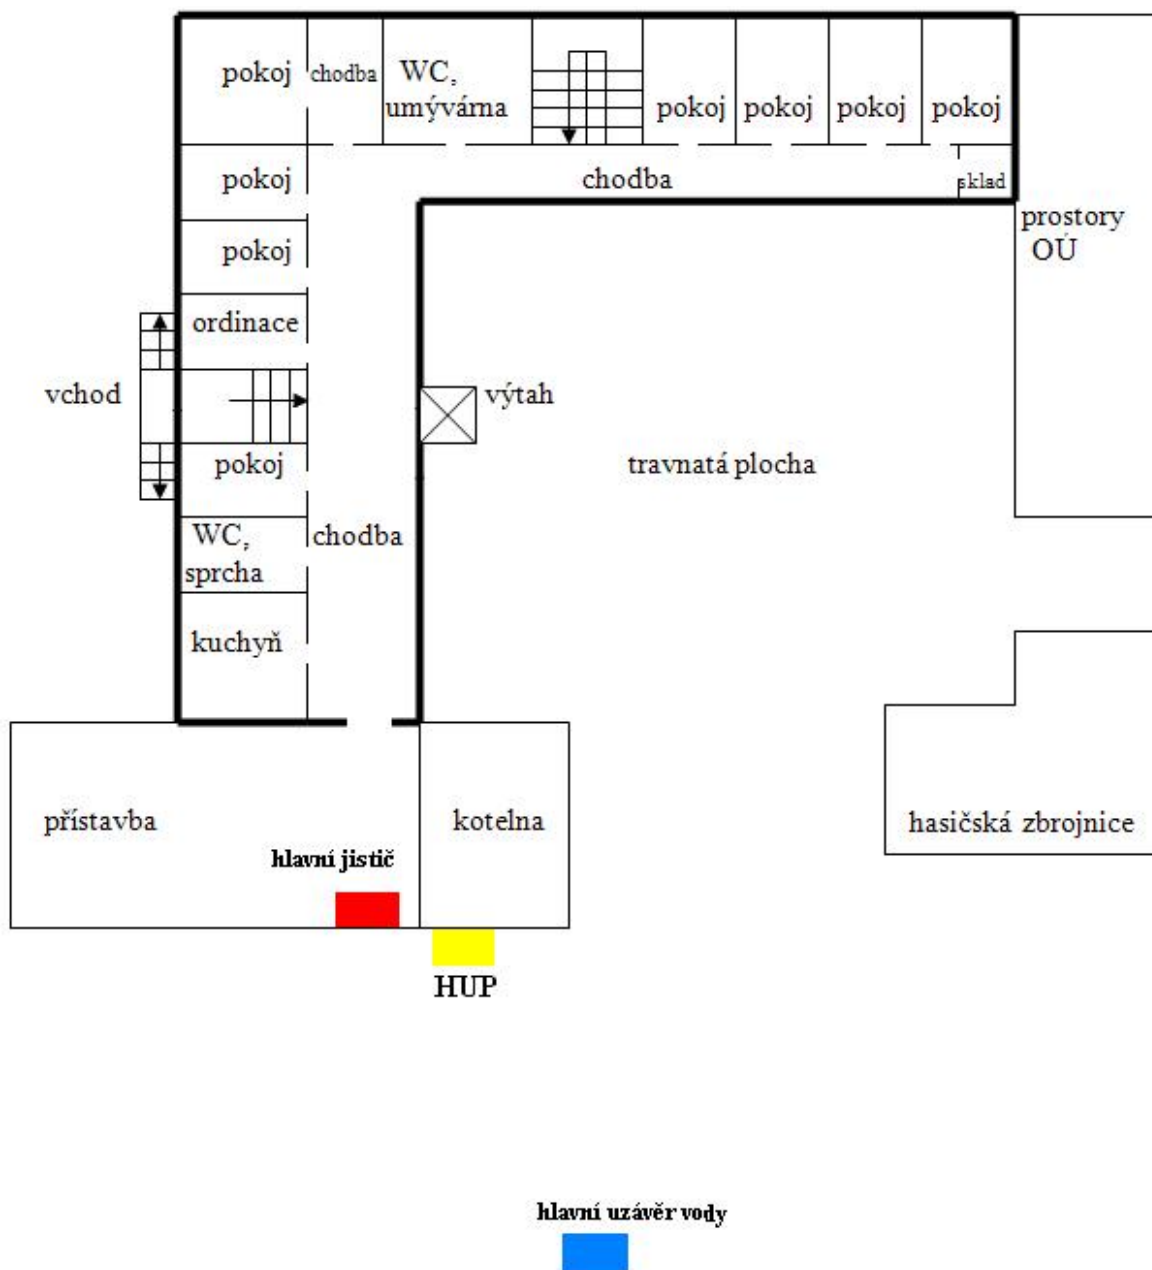 pokoj
chodba
WC,
umývárna
pokoj
pokoj
pokoj
pokoj
pokoj
chodba
sklad
prostory
OÚ
pokoj
ordinace
vchod
výtah
pokoj
travnatá plocha
WC,
sprcha
chodba
kuchyň
přístavba
kotelna
hasičská zbrojnice
hlavní jistič
HUP
hlavní uzávěr vody